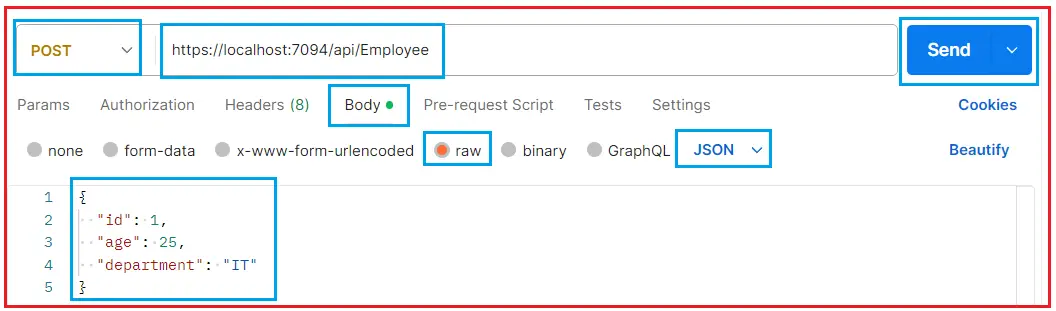 POST https://localhost:7094/api/Employee Send
Params Authorization Headers (8) Body Pre-request Script Tests Settings Cookies
none form-data x-www-form-urlencoded raw binary GraphQL JSON Beautify
1 {
2 "id": 1,
3 "age": 25,
4 "department": "IT"
5 }